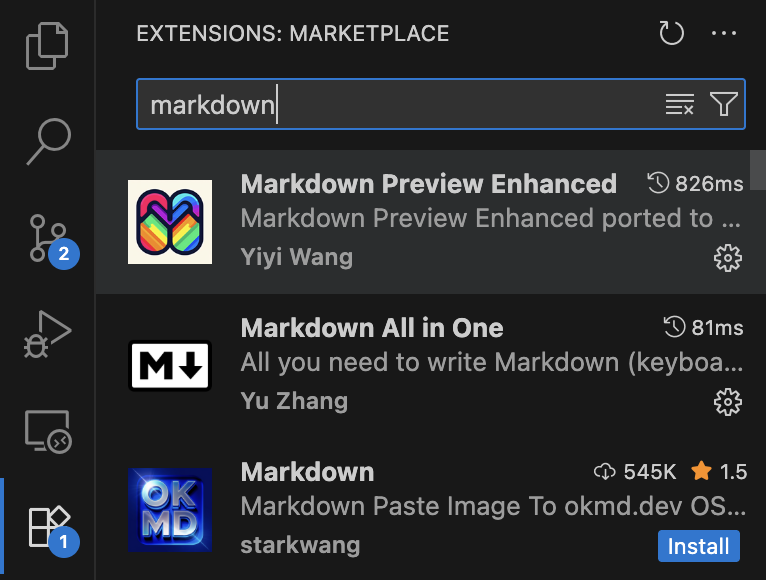 EXTENSIONS: MARKETPLACE
markdown
Markdown Preview Enhanced 826ms
Markdown Preview Enhanced ported to ...
Yiyi Wang
2
Markdown All in One 81ms
M
All you need to write Markdown (keyboa...
Yu Zhang
Markdown 545K 1.5
OK
MD
Markdown Paste Image To okmd.dev OS...
starkwang
Install
1